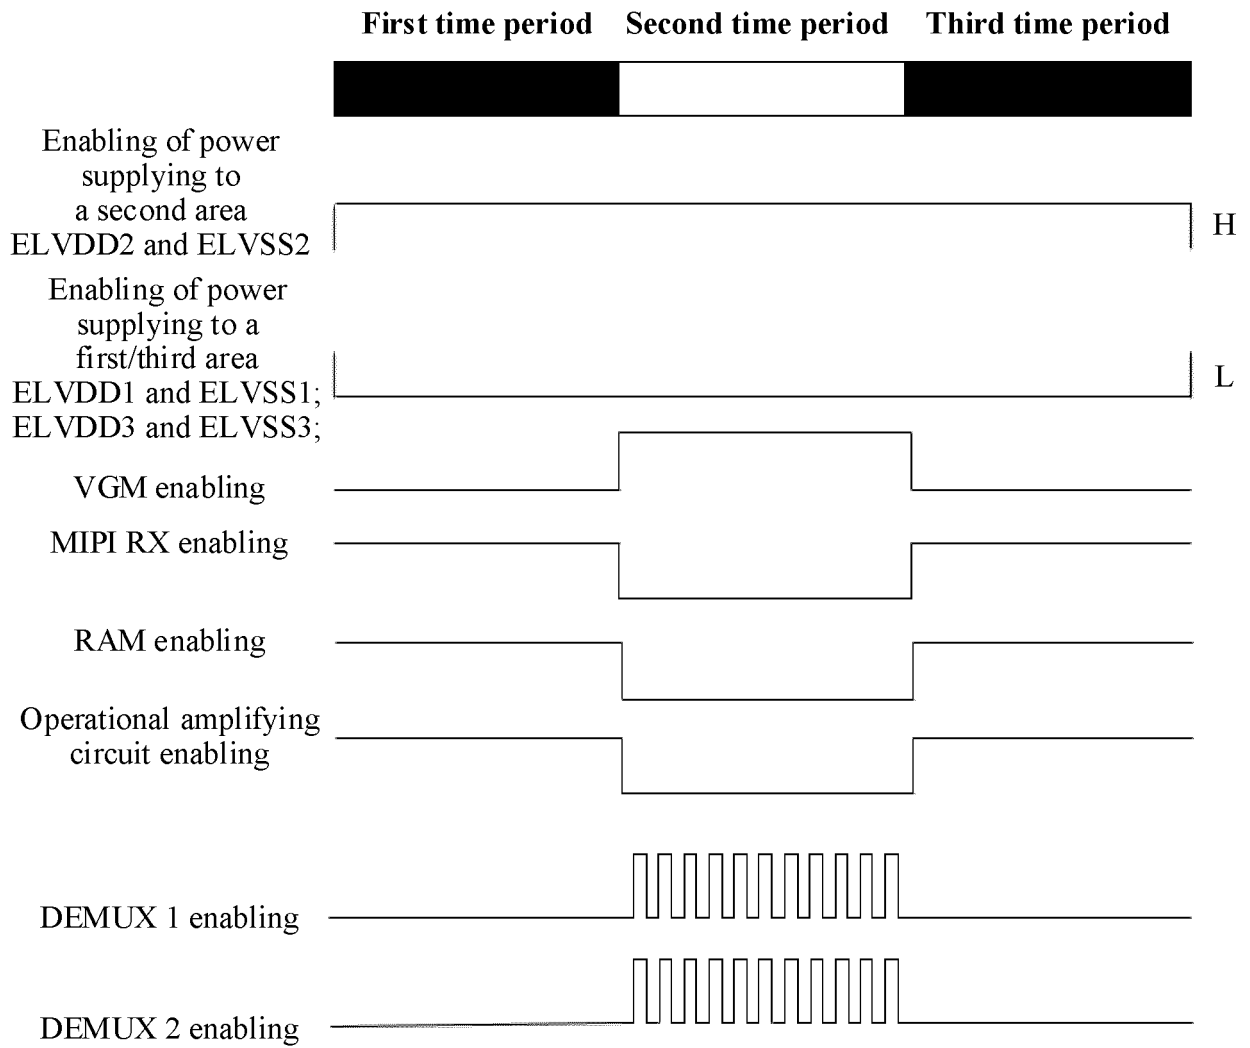 First time period Second time period Third time period
Enabling of power
supplying to
a second area
ELVDD2 and ELVSS2
H
Enabling of power
supplying to a
first/third area
ELVDD1 and ELVSS1;
L
ELVDD3 and ELVSS3;
VGM enabling
MIPI RX enabling
RAM enabling
Operational amplifying
circuit enabling
DEMUX 1 enabling
DEMUX 2 enabling